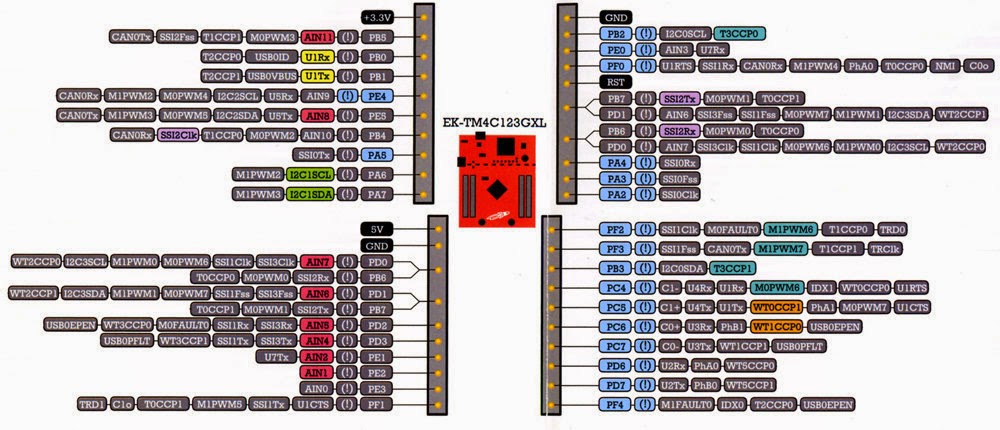 +3.3V
CAN0Tx SSI2Fss T1CCP1 M0PWM3 AIN11 (!) PB5
T2CCP0 USB0ID U1Rx (!) PB0
T2CCP1 USB0VBUS U1Tx (!) PB1
CAN0Rx M1PWM2 M0PWM4 I2C2SCL U5Rx AIN9 (!) PE4
CAN0Tx M1PWM3 M0PWM5 I2C2SDA U5Tx AIN8 (!) PE5
CAN0Rx SSI2Clk T1CCP0 M0PWM2 AIN10 (!) PB4
SSI0Tx (!) PA5
M1PWM2 I2C1SCL (!) PA6
M1PWM3 I2C1SDA (!) PA7
EK-TM4C123GXL
GND
PB2 (!) I2C0SCL T3CCP0
PE0 (!) AIN3 U7Rx
PF0 (!) U1RTS SSI1Rx CAN0Rx M1PWM4 PhA0 T0CCP0 NMI C0o
RST
PB7 (!) SSI2Tx M0PWM1 T0CCP1
PD1 (!) AIN6 SSI3Fss SSI1Fss M0PWM7 M1PWM1 I2C3SDA WT2CCP1
PB6 (!) SSI2Rx M0PWM0 T0CCP0
PD0 (!) AIN7 SSI3Clk SSI1Clk M0PWM6 M1PWM0 I2C3SCL WT2CCP0
PA4 (!) SSI0Rx
PA3 (!) SSI0Fss
PA2 (!) SSI0Clk
5V
GND
WT2CCP0 I2C3SCL M1PWM0 M0PWM6 SSI1Clk SSI3Clk AIN7 (!) PD0
T0CCP0 M0PWM0 SSI2Rx (!) PB6
WT2CCP1 I2C3SDA M1PWM1 M0PWM7 SSI1Fss SSI3Fss AIN6 (!) PD1
T0CCP1 M0PWM1 SSI2Tx (!) PB7
USB0EPEN WT3CCP0 M0FAULT0 SSI1Rx SSI3Rx AIN5 (!) PD2
USB0PFLT WT3CCP1 SSI1Tx SSI3Tx AIN4 (!) PD3
U7Tx AIN2 (!) PE1
AIN1 (!) PE2
AIN0 (!) PE3
TRD1 C1o T0CCP1 M1PWM5 SSI1Tx U1CTS (!) PF1
PF2 (!) SSI1Clk M0FAULT0 M1PWM6 T1CCP0 TRD0
PF3 (!) SSI1Fss CAN0Tx M1PWM7 T1CCP1 TRClk
PB3 (!) I2C0SDA T3CCP1
PC4 (!) C1- U4Rx U1Rx M0PWM6 IDX1 WT0CCP0 U1RTS
PC5 (!) C1+ U4Tx U1Tx WT0CCP1 PhA1 M0PWM7 U1CTS
PC6 (!) C0+ U3Rx PhB1 WT1CCP0 USB0EPEN
PC7 (!) C0- U3Tx WT1CCP1 USB0PFLT
PD6 (!) U2Rx PhA0 WT5CCP0
PD7 (!) U2Tx PhB0 WT5CCP1
PF4 (!) M1FAULT0 IDX0 T2CCP0 USB0EPEN